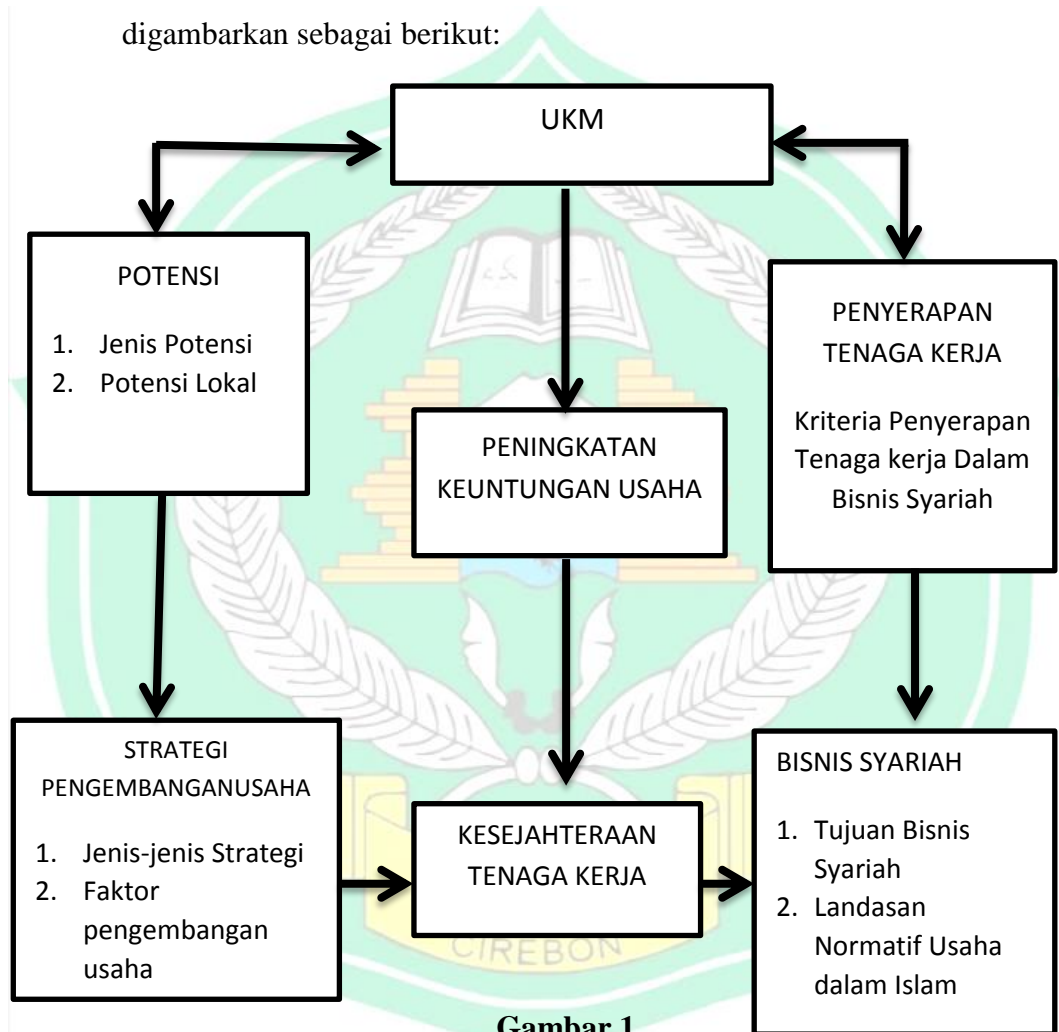 digambarkan sebagai berikut:
UKM
POTENSI
1. Jenis Potensi
2. Potensi Lokal
PENINGKATAN
KEUNTUNGAN USAHA
PENYERAPAN
TENAGA KERJA
Kriteria Penyerapan
Tenaga kerja Dalam
Bisnis Syariah
STRATEGI
PENGEMBANGANUSAHA
1. Jenis-jenis Strategi
2. Faktor
pengembangan
usaha
KESEJAHTERAAN
TENAGA KERJA
BISNIS SYARIAH
1. Tujuan Bisnis
Syariah
2. Landasan
Normatif Usaha
dalam Islam
CIREBON
Gambar 1